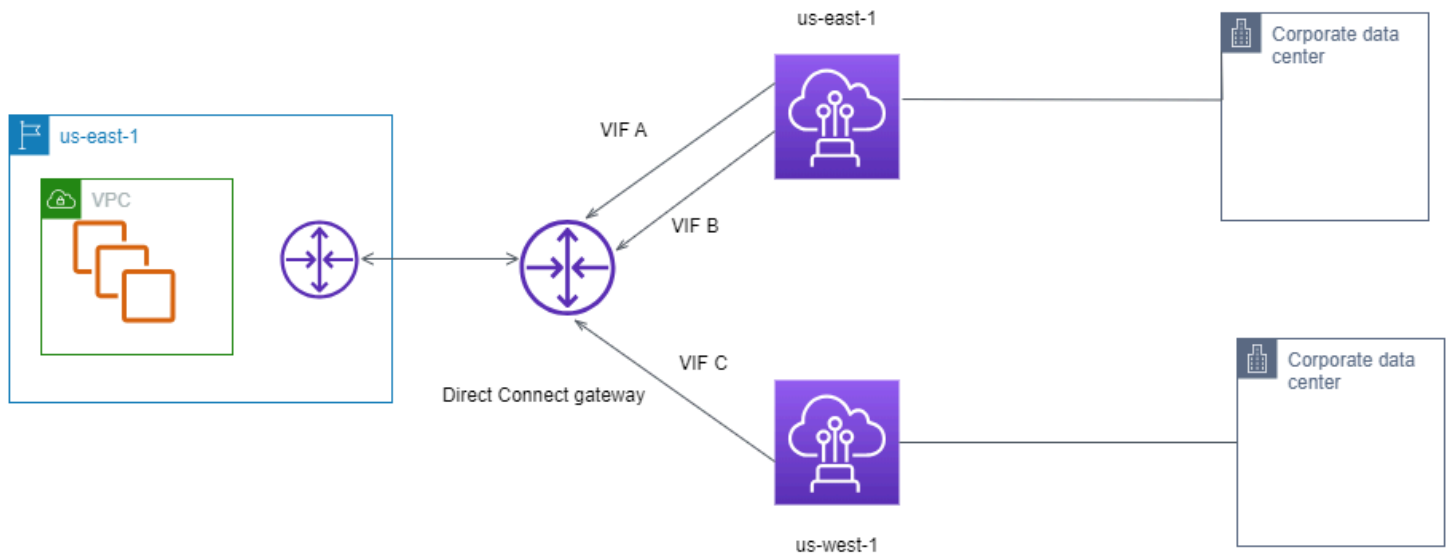 us-east-1
Corporate data
center
us-east-1
VIF A
VPC
VIF B
VIF C
Corporate data
center
Direct Connect gateway
us-west-1